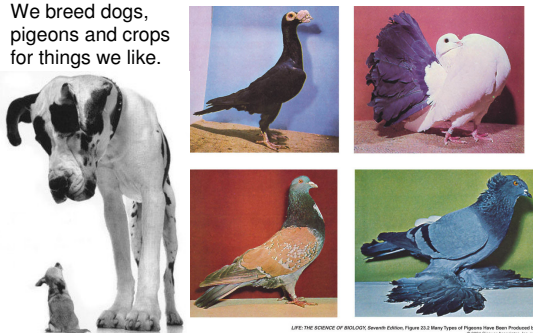 We breed dogs,
pigeons and crops
for things we like.
LIFE: THE SCIENCE OF BIOLOGY, Seventh Edition, Figure 23.2 Many Types of Pigeons Have Been Produced b